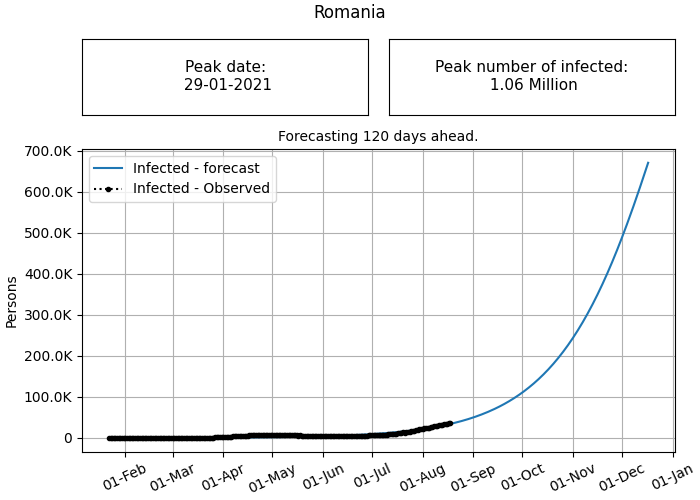 Romania
Peak date:
29-01-2021
Peak number of infected:
1.06 Million
Forecasting 120 days ahead.
700.0K
600.0K
500.0K
400.0K
300.0K
200.0K
100.0K
0
Persons
Infected - forecast
Infected - Observed
01-Feb
01-Mar
01-Apr
01-May
01-Jun
01-Jul
01-Aug
01-Sep
01-Oct
01-Nov
01-Dec
01-Jan